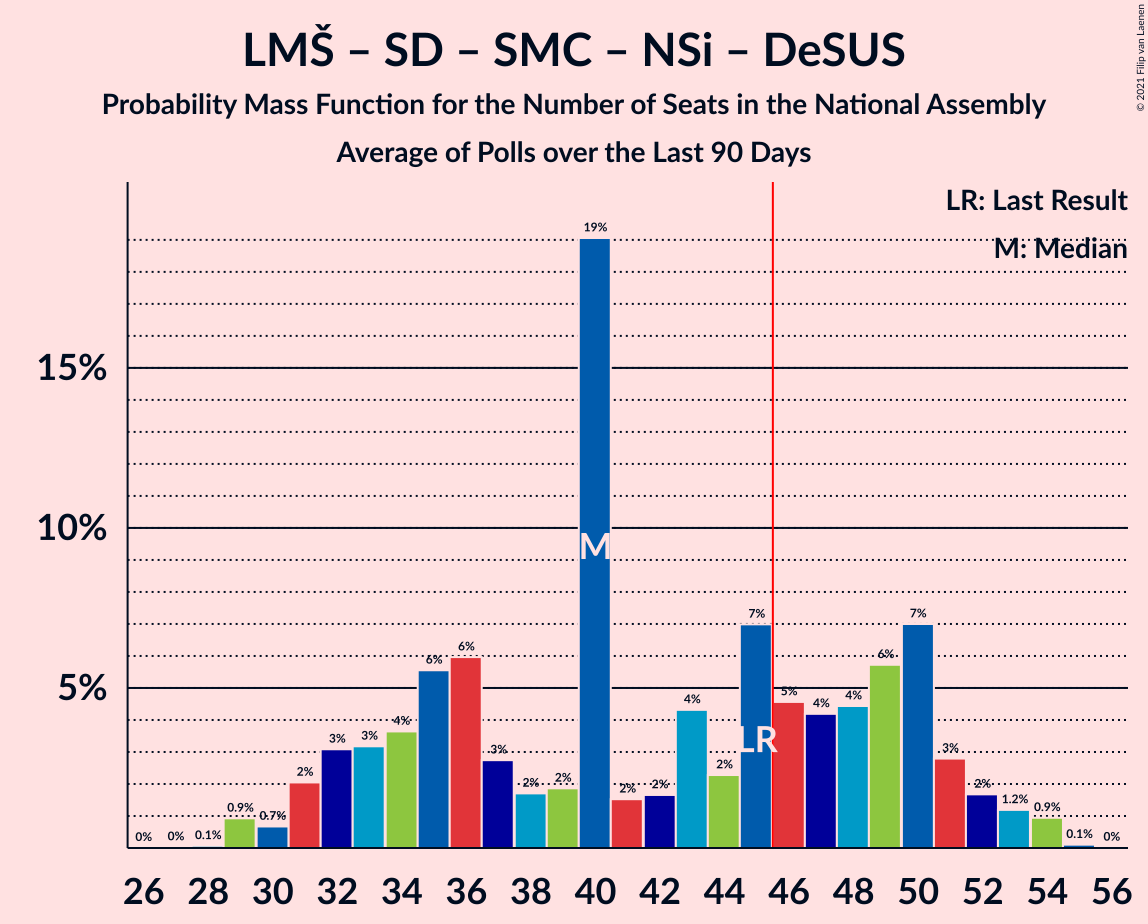 LMŠ – SD – SMC – NSi – DeSUS
Probability Mass Function for the Number of Seats in the National Assembly
Average of Polls over the Last 90 Days
© 2021 Filip van Laenen
LR: Last Result
M: Median
15%
10%
5%
0% 0% 0.1% 0.9% 0.7% 2% 3% 3% 4% 6% 6% 3% 2% 2% 19% 2% 2% 4% 2% 7% 5% 4% 4% 6% 7% 3% 2% 1.2% 0.9% 0.1% 0%
M
LR
26 28 30 32 34 36 38 40 42 44 46 48 50 52 54 56